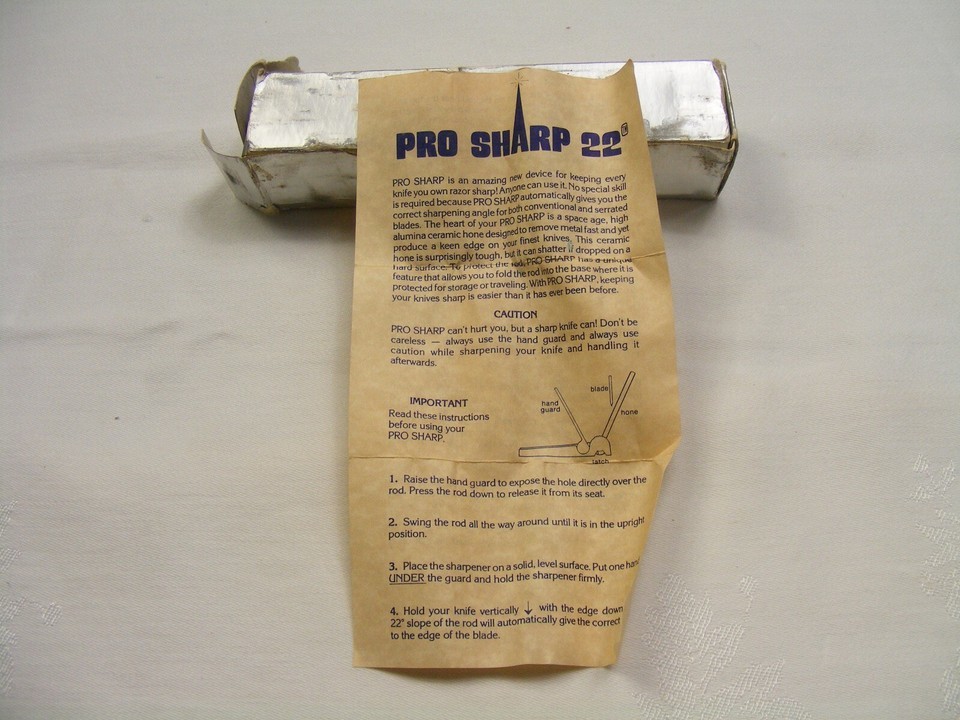 PRO SHARP 22°
PRO SHARP is an amazing new device for keeping every
knife you own razor sharp! Anyone can use it. No special skill
is required because PRO SHARP automatically gives you the
correct sharpening angle for both conventional and serrated
blades. The heart of your PRO SHARP is a space age, high
alumina ceramic hone designed to remove metal fast and yet
produce a keen edge on your finest knives. This ceramic
hone is surprisingly tough, but it can shatter if dropped on a
hard surface. To protect the rod, PRO SHARP has a unique
feature that allows you to fold the rod into the base where it is
protected for storage or traveling. With PRO SHARP, keeping
your knives sharp is easier than it has ever been before.
CAUTION
PRO SHARP can't hurt you, but a sharp knife can! Don't be
careless — always use the hand guard and always use
caution while sharpening your knife and handling it
afterwards.
IMPORTANT
Read these instructions
before using your
PRO SHARP.
hand
guard
blade
hone
latch
1. Raise the hand guard to expose the hole directly over the
rod. Press the rod down to release it from its seat.
2. Swing the rod all the way around until it is in the upright
position.
3. Place the sharpener on a solid, level surface. Put one
UNDER the guard and hold the sharpener firmly.
4. Hold your knife vertically ↓ with the edge down
22° slope of the rod will automatically give the correct
to the edge of the blade.